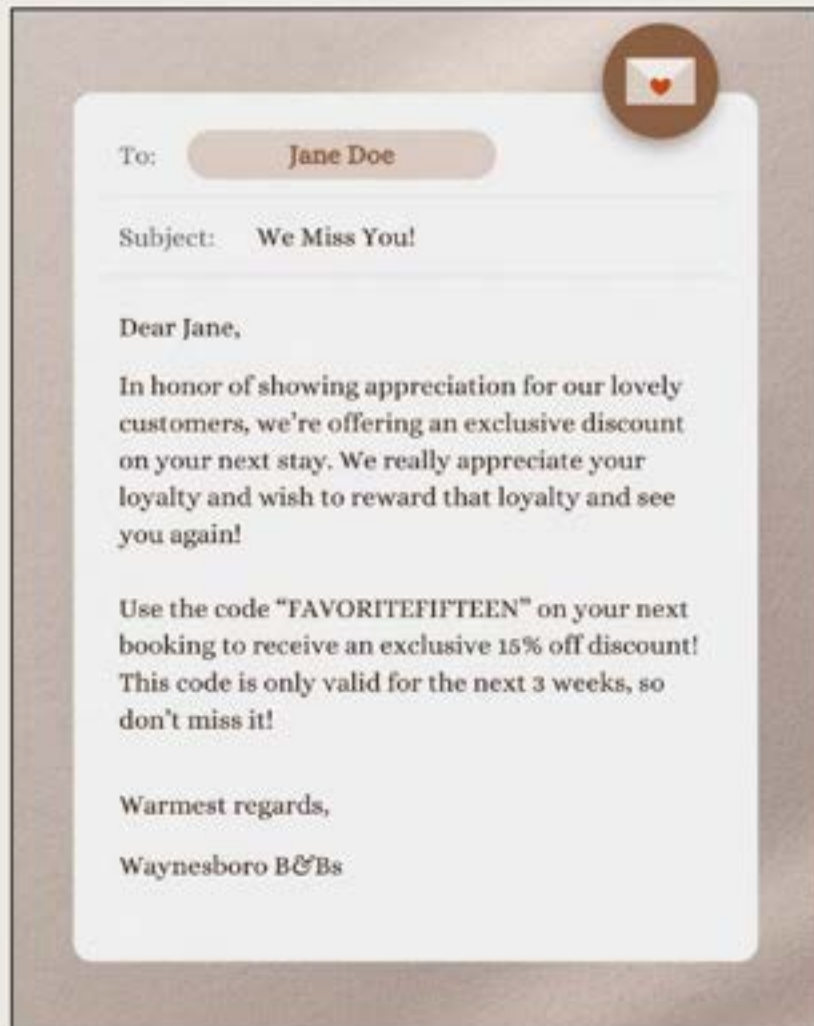 To: Jane Doe
Subject: We Miss You!
Dear Jane,
In honor of showing appreciation for our lovely
customers, we're offering an exclusive discount
on your next stay. We really appreciate your
loyalty and wish to reward that loyalty and see
you again!
Use the code “FAVORITEFIFTEEN” on your next
booking to receive an exclusive 15% off discount!
This code is only valid for the next 3 weeks, so
don't miss it!
Warmest regards,
Waynesboro B&Bs